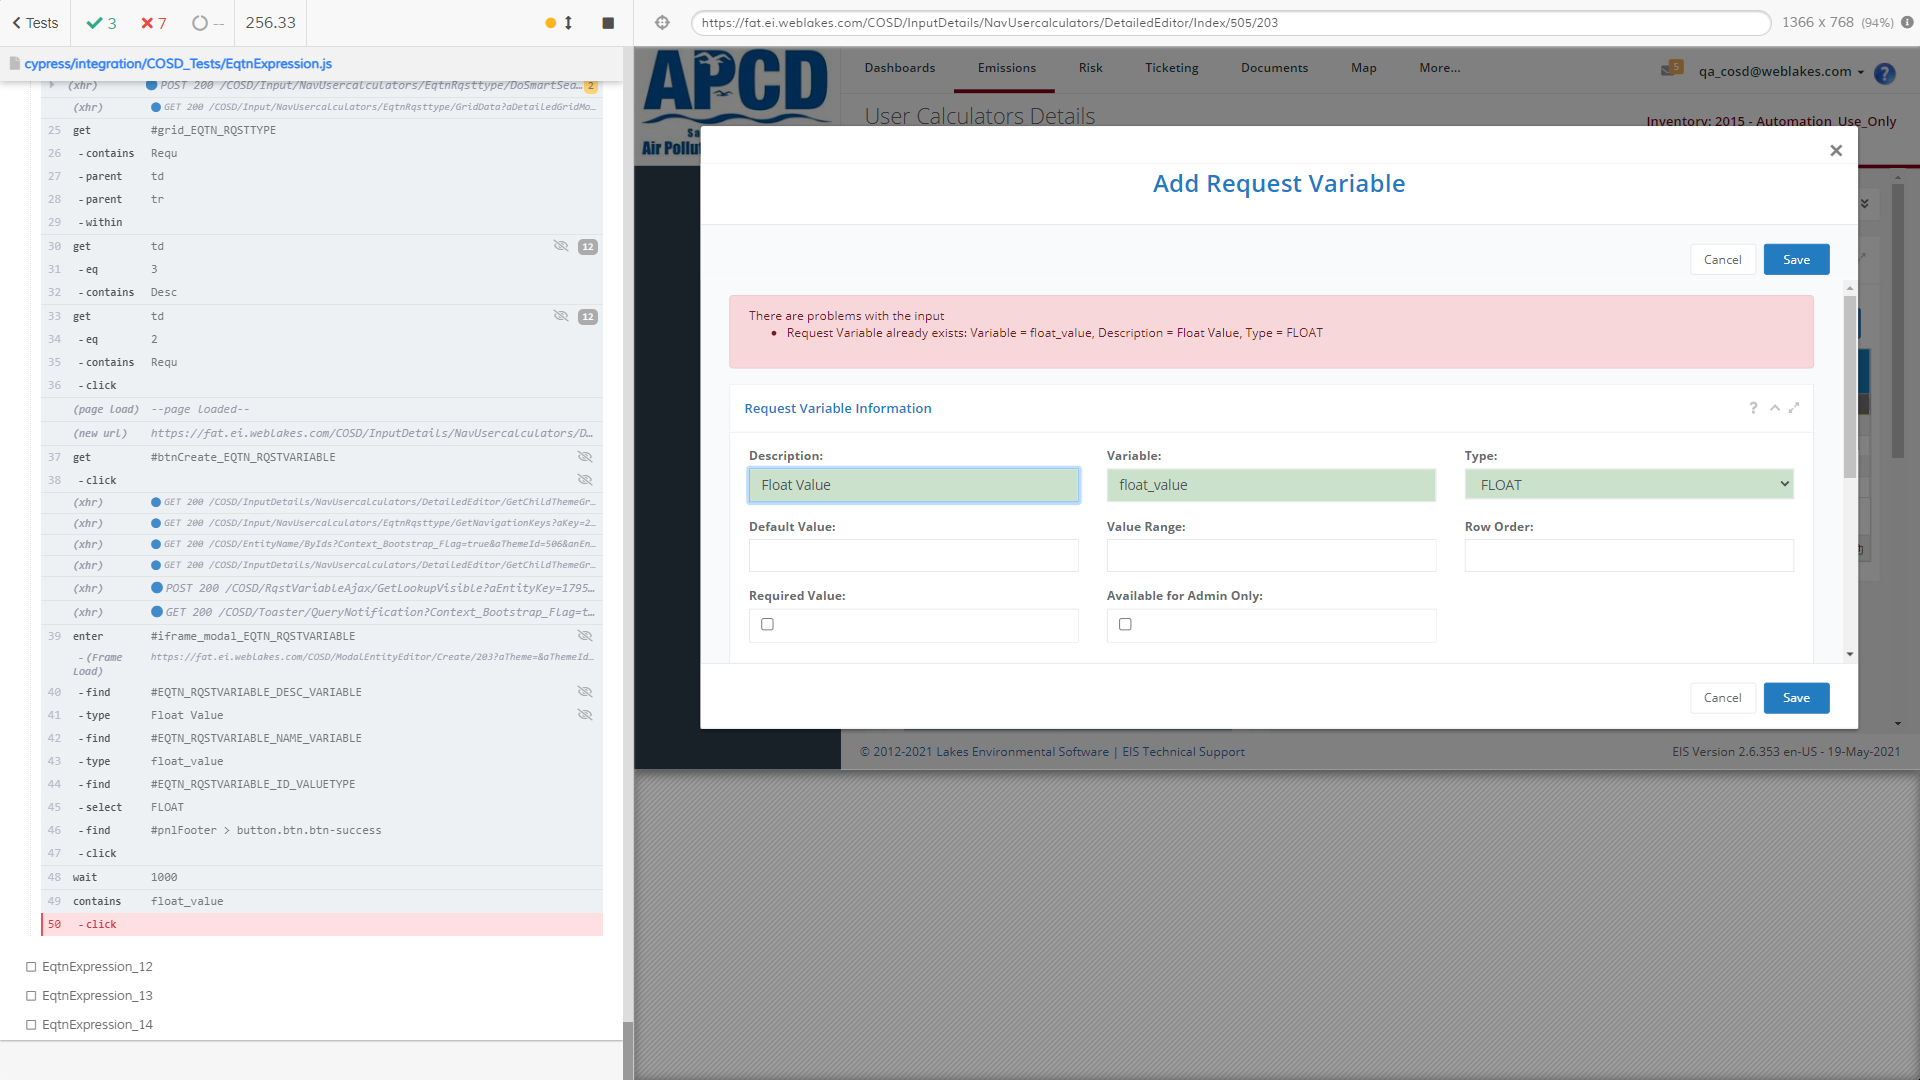 Tests
3
7
--
256.33
https://fat.ei.weblakes.com/COSD/InputDetails/NavUsercalculators/DetailedEditor/Index/505/203
1366 x 768 (94%)
cypress/integration/COSD_Tests/EqtnExpression.js
(xhr) POST 200 /COSD/Input/NavUsercalculators/EqtnRqsttype/DoSmartSea... 2
(xhr) GET 200 /COSD/Input/NavUsercalculators/EqtnRqsttype/GridData?aDetailedGridMo...
25 get #grid_EQTN_RQSTTYPE
26 -contains Requ
27 -parent td
28 -parent tr
29 -within
30 get td 12
31 -eq 3
32 -contains Desc
33 get td 12
34 -eq 2
35 -contains Requ
36 -click
(page load) --page loaded--
(new url) https://fat.ei.weblakes.com/COSD/InputDetails/NavUsercalculators/D...
37 get #btnCreate_EQTN_RQSTVARIABLE
38 -click
(xhr) GET 200 /COSD/InputDetails/NavUsercalculators/DetailedEditor/GetChildThemeGr...
(xhr) GET 200 /COSD/Input/NavUsercalculators/EqtnRqsttype/GetNavigationKeys?aKey=2...
(xhr) GET 200 /COSD/EntityName/ByIds?Context_Bootstrap_Flag=true&aThemeId=506&anEn...
(xhr) GET 200 /COSD/InputDetails/NavUsercalculators/DetailedEditor/GetChildThemeGr...
(xhr) POST 200 /COSD/RqstVariableAjax/GetLookupVisible?aEntityKey=1795...
(xhr) GET 200 /COSD/Toaster/QueryNotification?Context_Bootstrap_Flag=t...
39 enter #iframe_modal_EQTN_RQSTVARIABLE
-(Frame Load) https://fat.ei.weblakes.com/COSD/ModalEntityEditor/Create/203?aTheme=&aThemeId...
40 -find #EQTN_RQSTVARIABLE_DESC_VARIABLE
41 -type Float Value
42 -find #EQTN_RQSTVARIABLE_NAME_VARIABLE
43 -type float_value
44 -find #EQTN_RQSTVARIABLE_ID_VALUETYPE
45 -select FLOAT
46 -find #pnlFooter > button.btn.btn-success
47 -click
48 wait 1000
49 contains float_value
50 -click
EqtnExpression_12
EqtnExpression_13
EqtnExpression_14
APCD
Sa
Air Pollut
Dashboards Emissions Risk Ticketing Documents Map More...
5
qa_cosd@weblakes.com
?
User Calculators Details
Inventory: 2015 - Automation_Use_Only
×
Add Request Variable
Cancel Save
There are problems with the input
• Request Variable already exists: Variable = float_value, Description = Float Value, Type = FLOAT
Request Variable Information
?
Description: Variable: Type:
Float Value float_value FLOAT
Default Value: Value Range: Row Order:
Required Value: Available for Admin Only:
Cancel Save
© 2012-2021 Lakes Environmental Software | EIS Technical Support
EIS Version 2.6.353 en-US - 19-May-2021